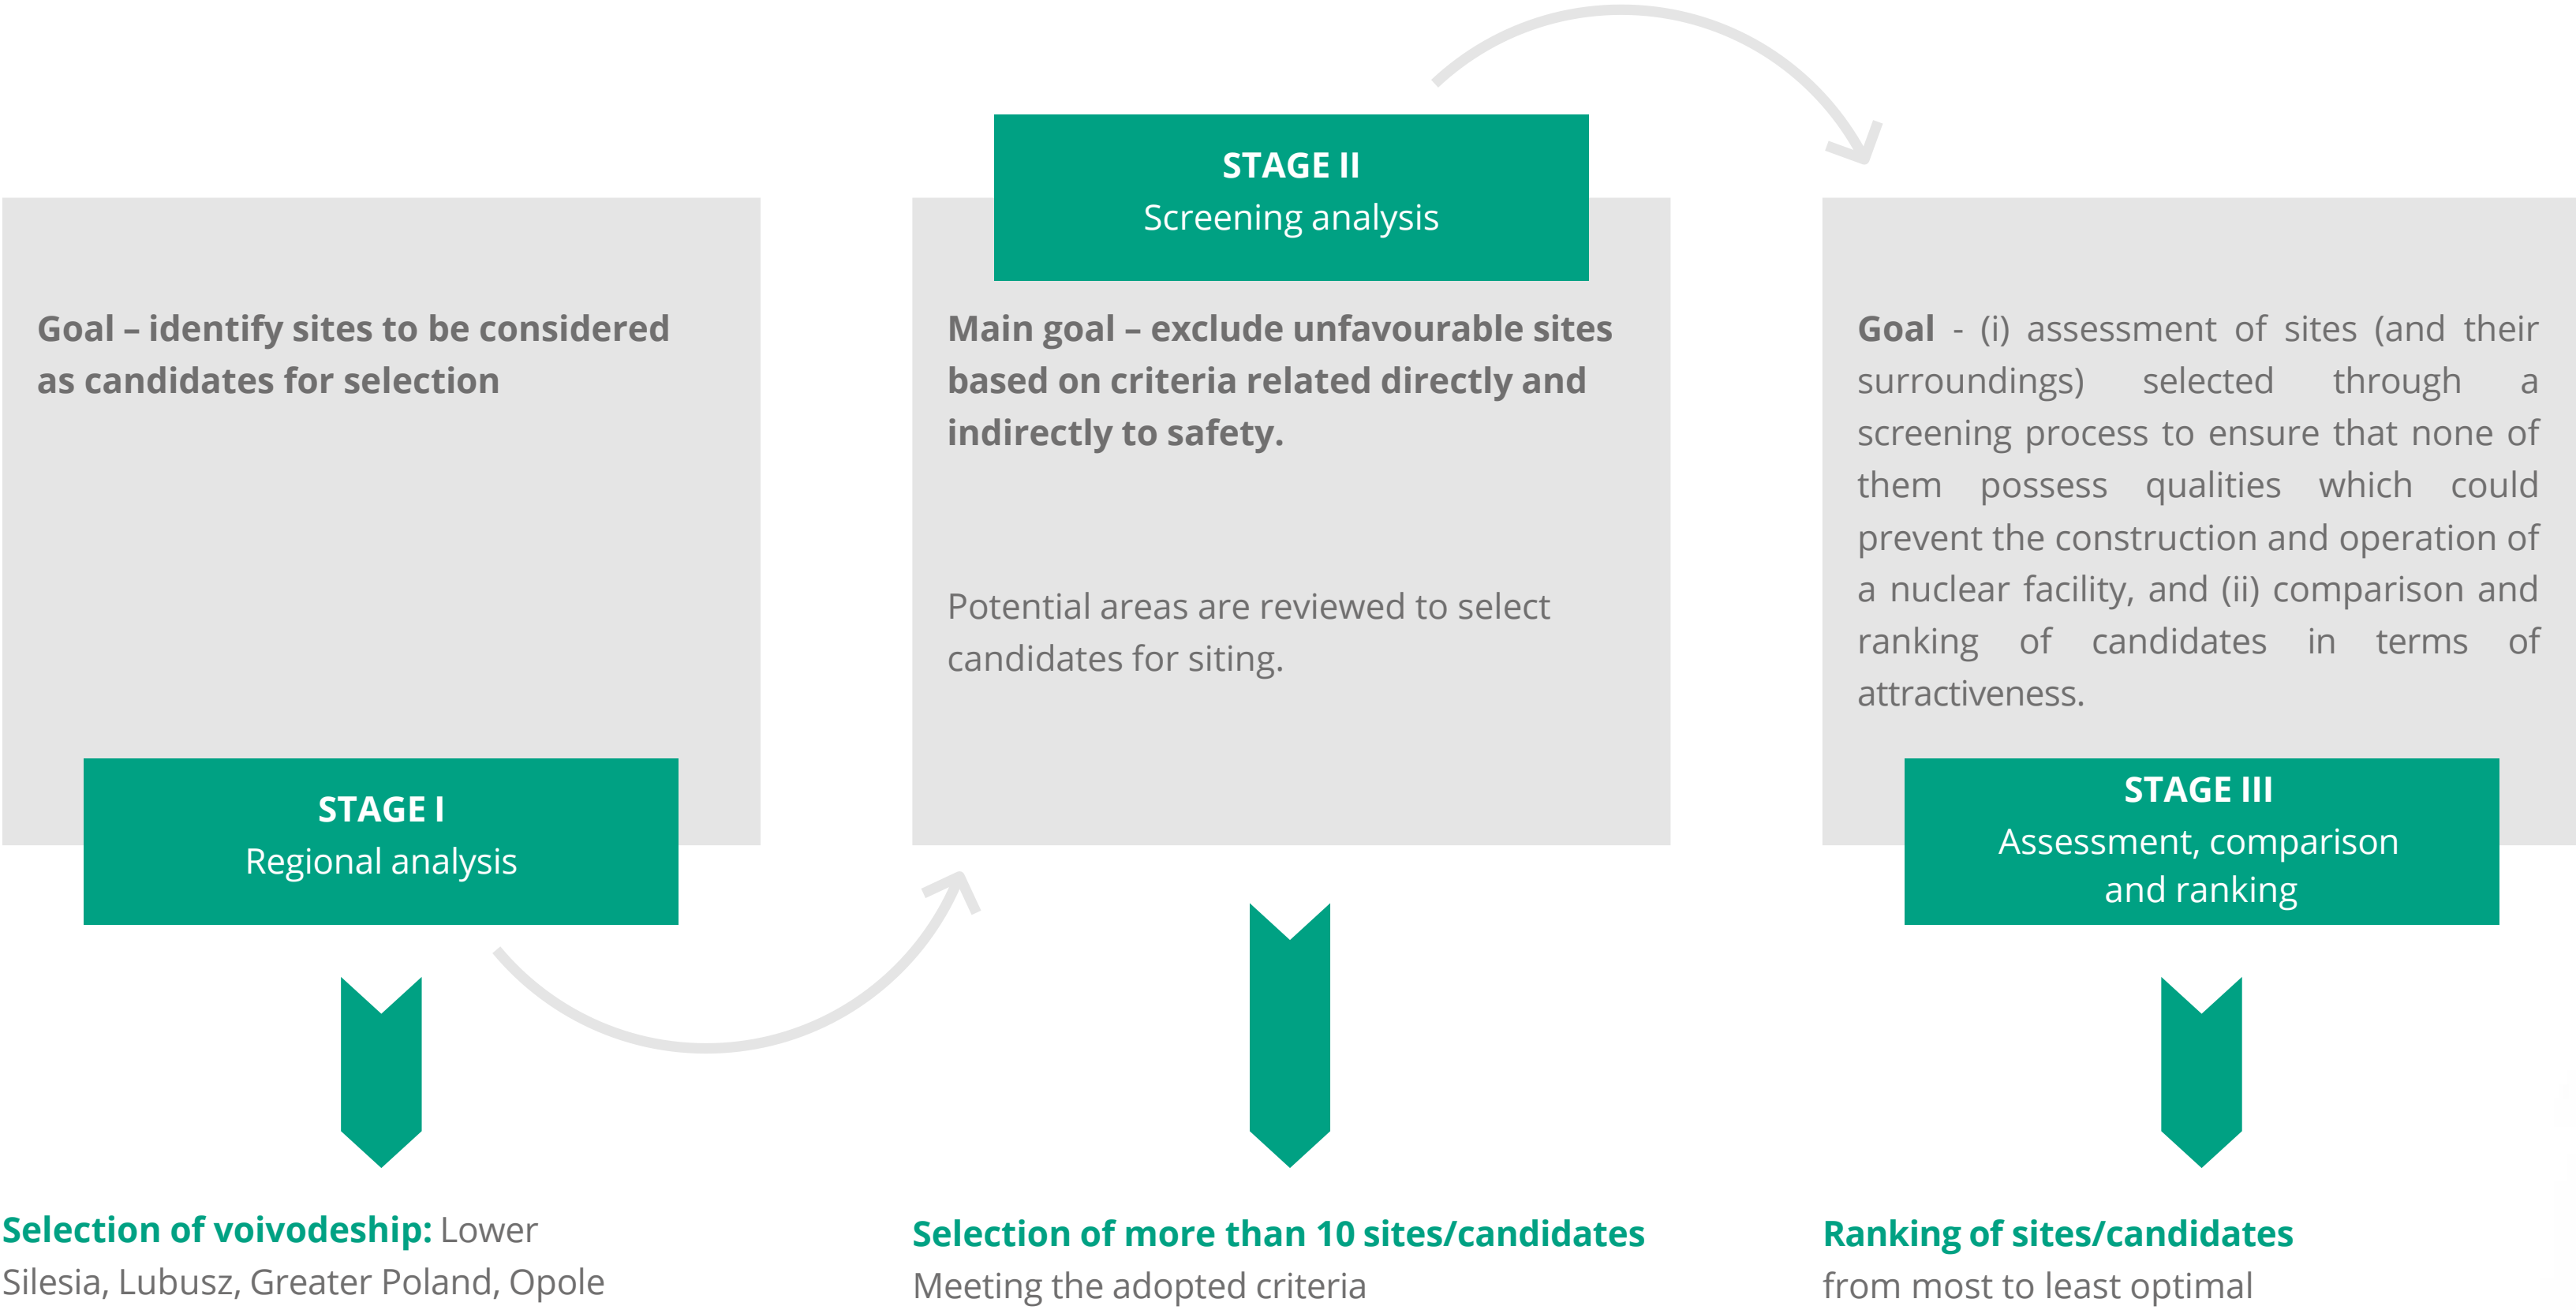 Goal – identify sites to be considered
as candidates for selection
STAGE I
Regional analysis
Selection of voivodeship: Lower
Silesia, Lubusz, Greater Poland, Opole
STAGE II
Screening analysis
Main goal – exclude unfavourable sites
based on criteria related directly and
indirectly to safety.
Potential areas are reviewed to select
candidates for siting.
Selection of more than 10 sites/candidates
Meeting the adopted criteria
Goal - (i) assessment of sites (and their
surroundings) selected through a
screening process to ensure that none of
them possess qualities which could
prevent the construction and operation of
a nuclear facility, and (ii) comparison and
ranking of candidates in terms of
attractiveness.
STAGE III
Assessment, comparison
and ranking
Ranking of sites/candidates
from most to least optimal